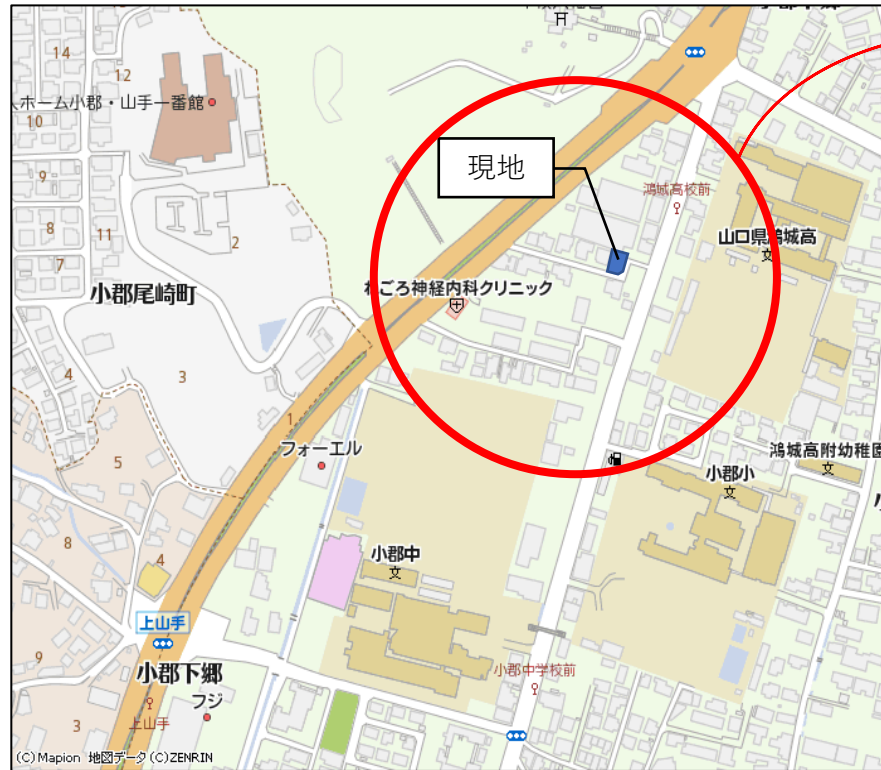 14
12
ホーム小郡・山手一番館
10
9
8
11
7
2
小郡尾崎町
4
3
現地
鴻城高校前
山口県鴻城高
文
ねごろ神経内科クリニック
1
フォーエル
5
8
4
小郡中
文
小郡小
文
鴻城高附幼稚園
文
上山手
小郡下郷
フジ
上山手
9
3
小郡中学校前
(C)Mapion 地図データ(C)ZENRIN